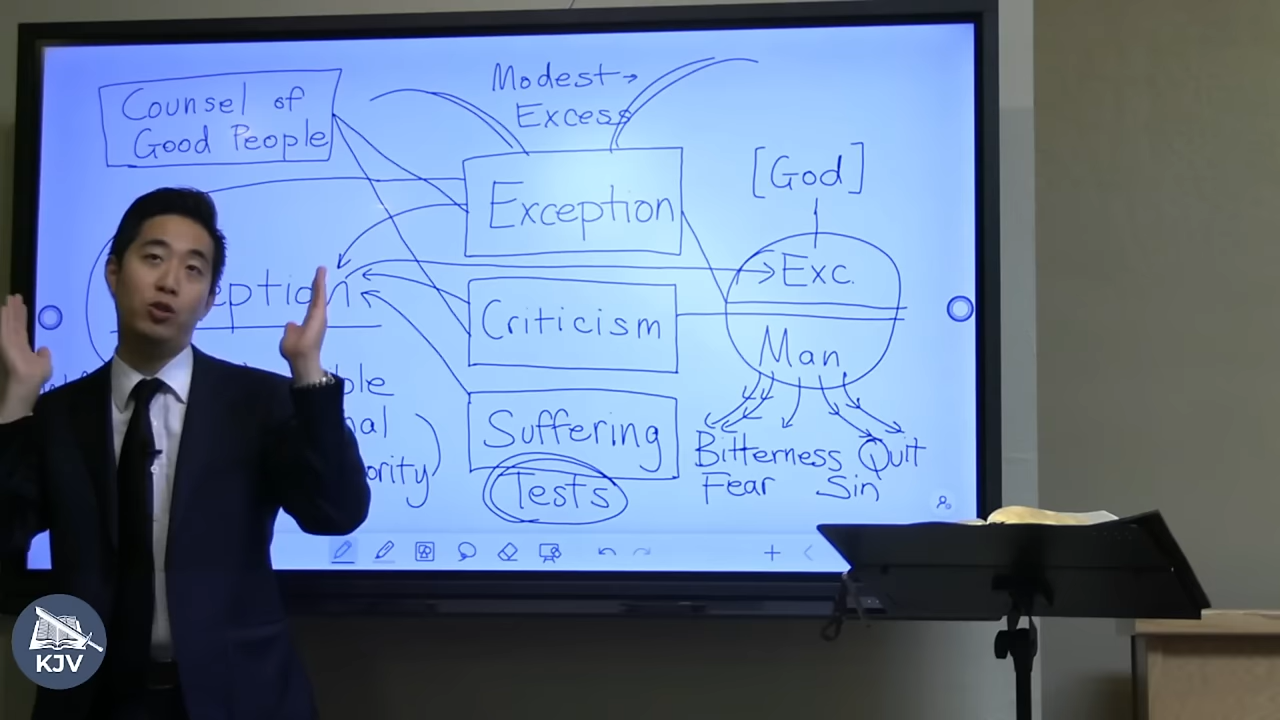 Counsel of
Good People
Modest→
Excess
[God]
Exception
Exc.
Criticism
Man
Suffering
Tests
Bitterness Quit
Fear Sin
KJV